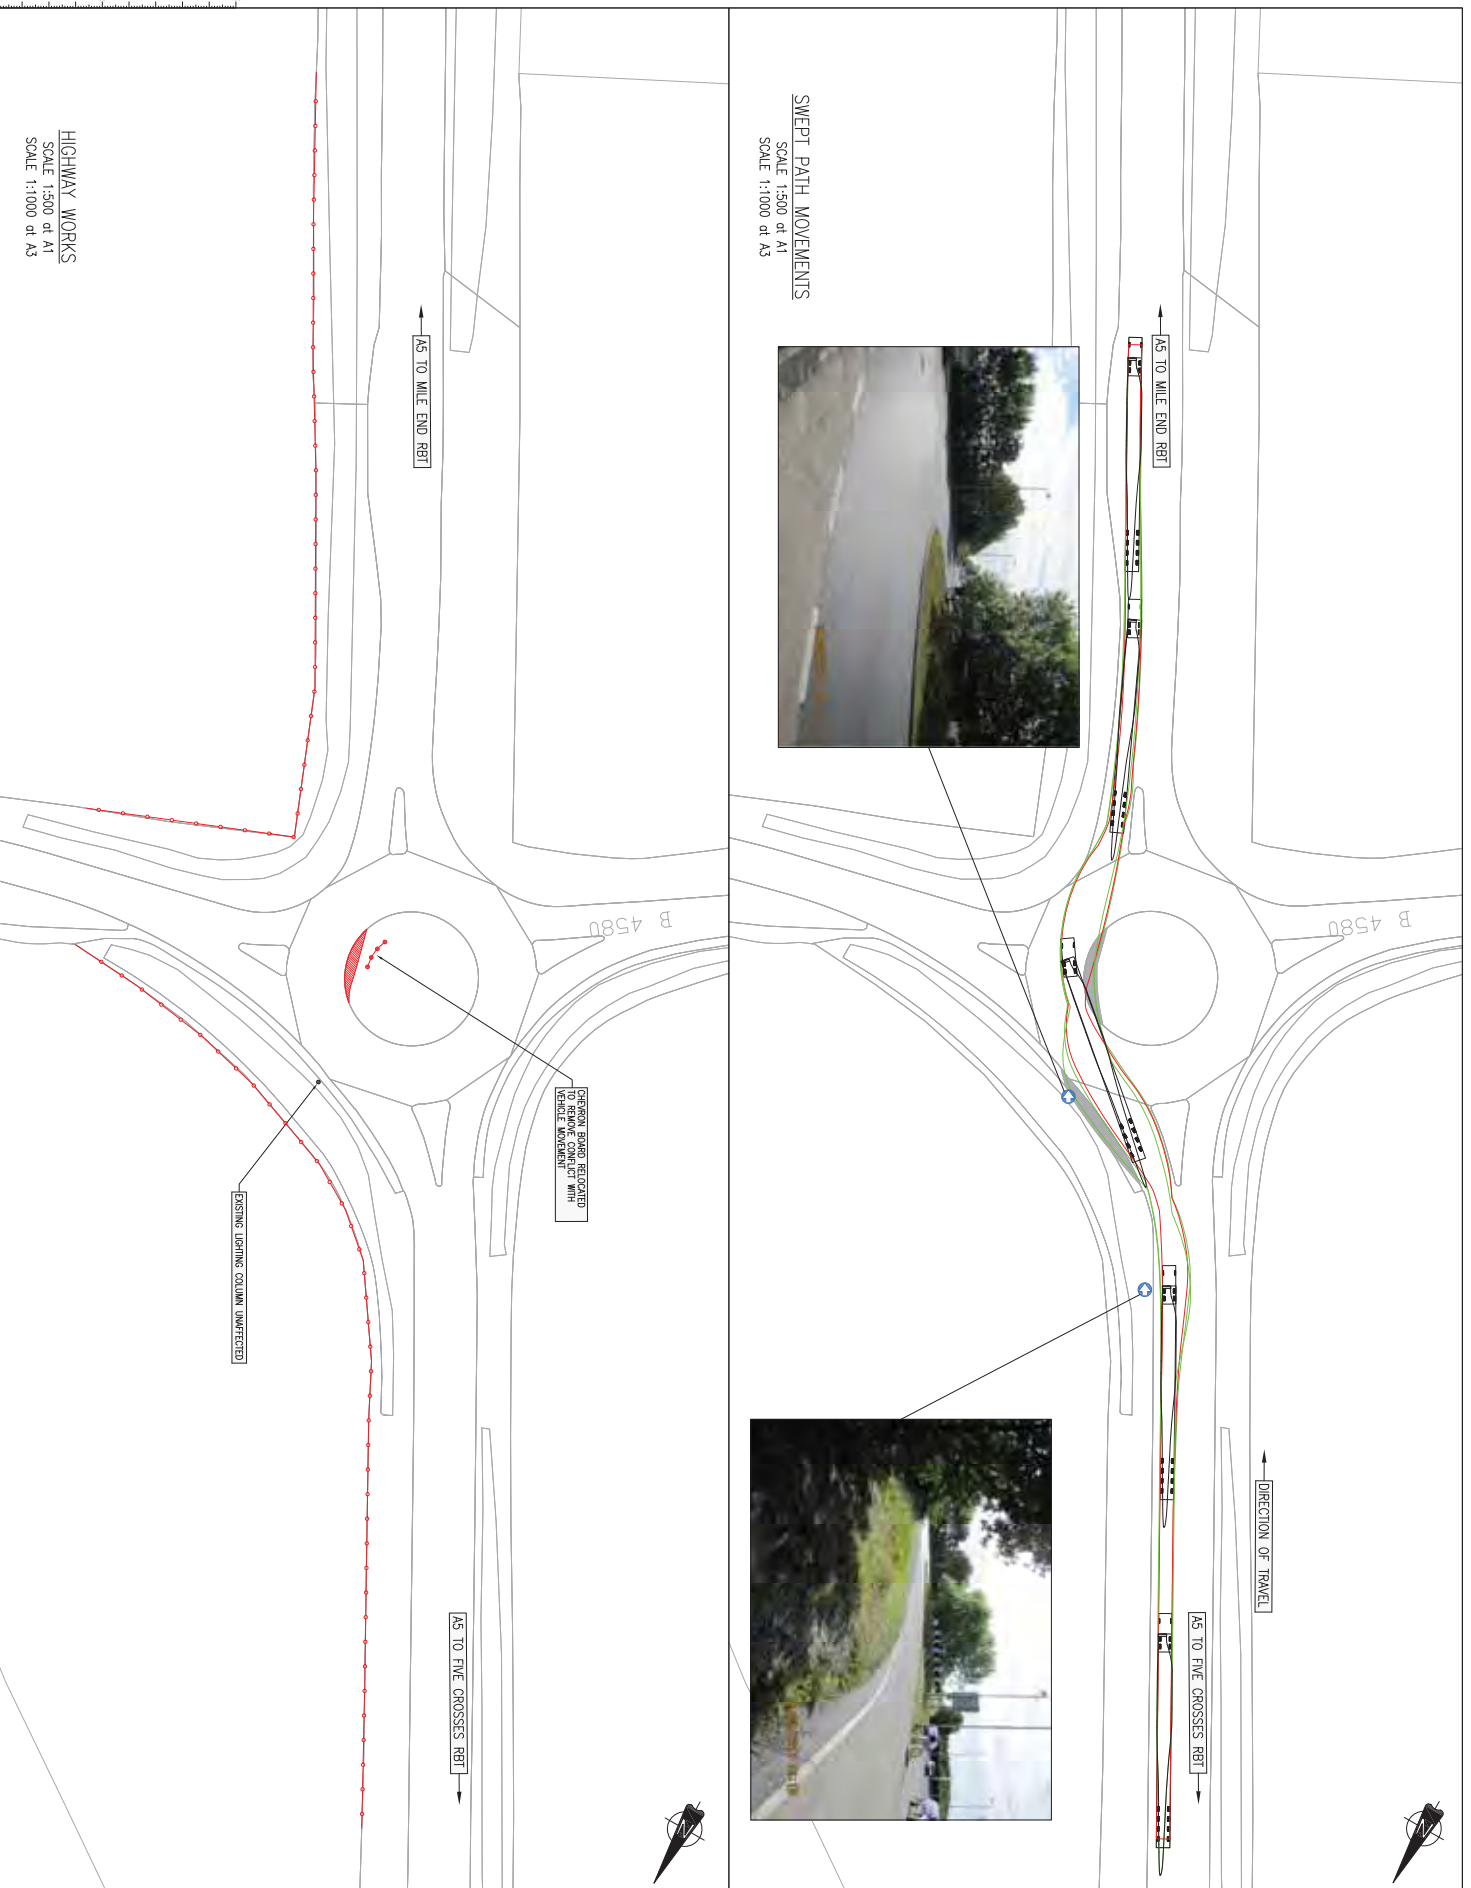 SWEPT PATH MOVEMENTS
SCALE 1:500 at A1
SCALE 1:1000 at A3
A5 TO MILE END RBT
B 4580
DIRECTION OF TRAVEL
A5 TO FIVE CROSSES RBT
N
HIGHWAY WORKS
SCALE 1:500 at A1
SCALE 1:1000 at A3
A5 TO MILE END RBT
B 4580
CHEVRON BOARD RELOCATED
TO REMOVE CONFLICT WITH
VEHICLE MOVEMENT
EXISTING LIGHTING COLUMN UNAFFECTED
A5 TO FIVE CROSSES RBT
N